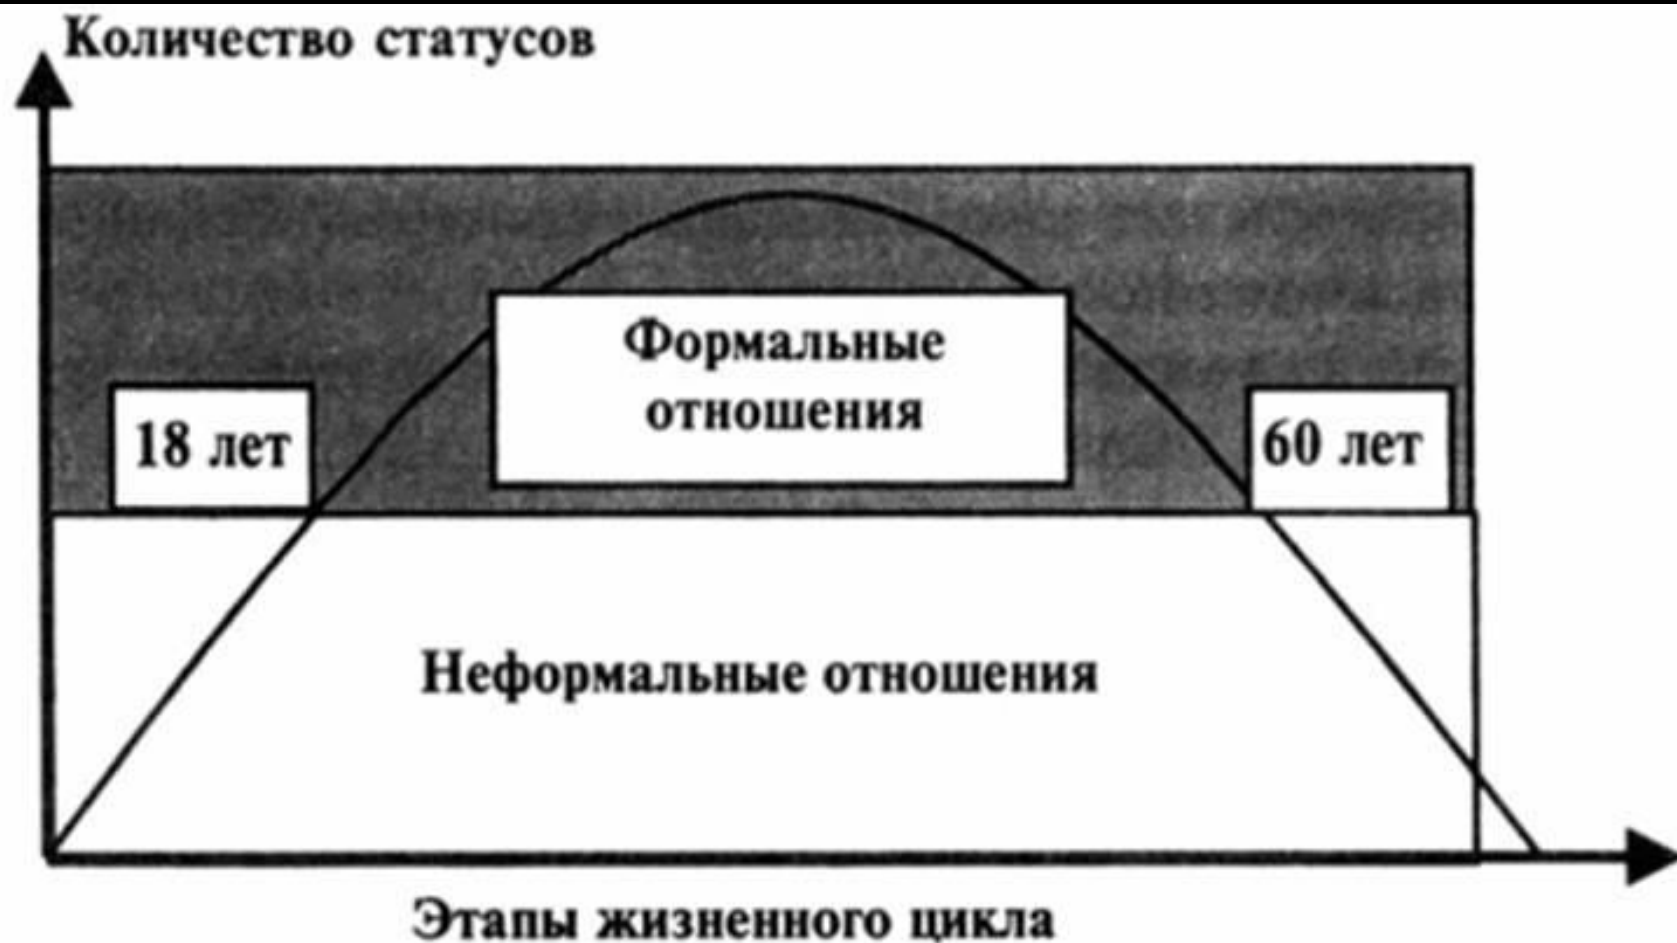 Количество статусов
Формальные
отношения
18 лет
60 лет
Неформальные отношения
Этапы жизненного цикла